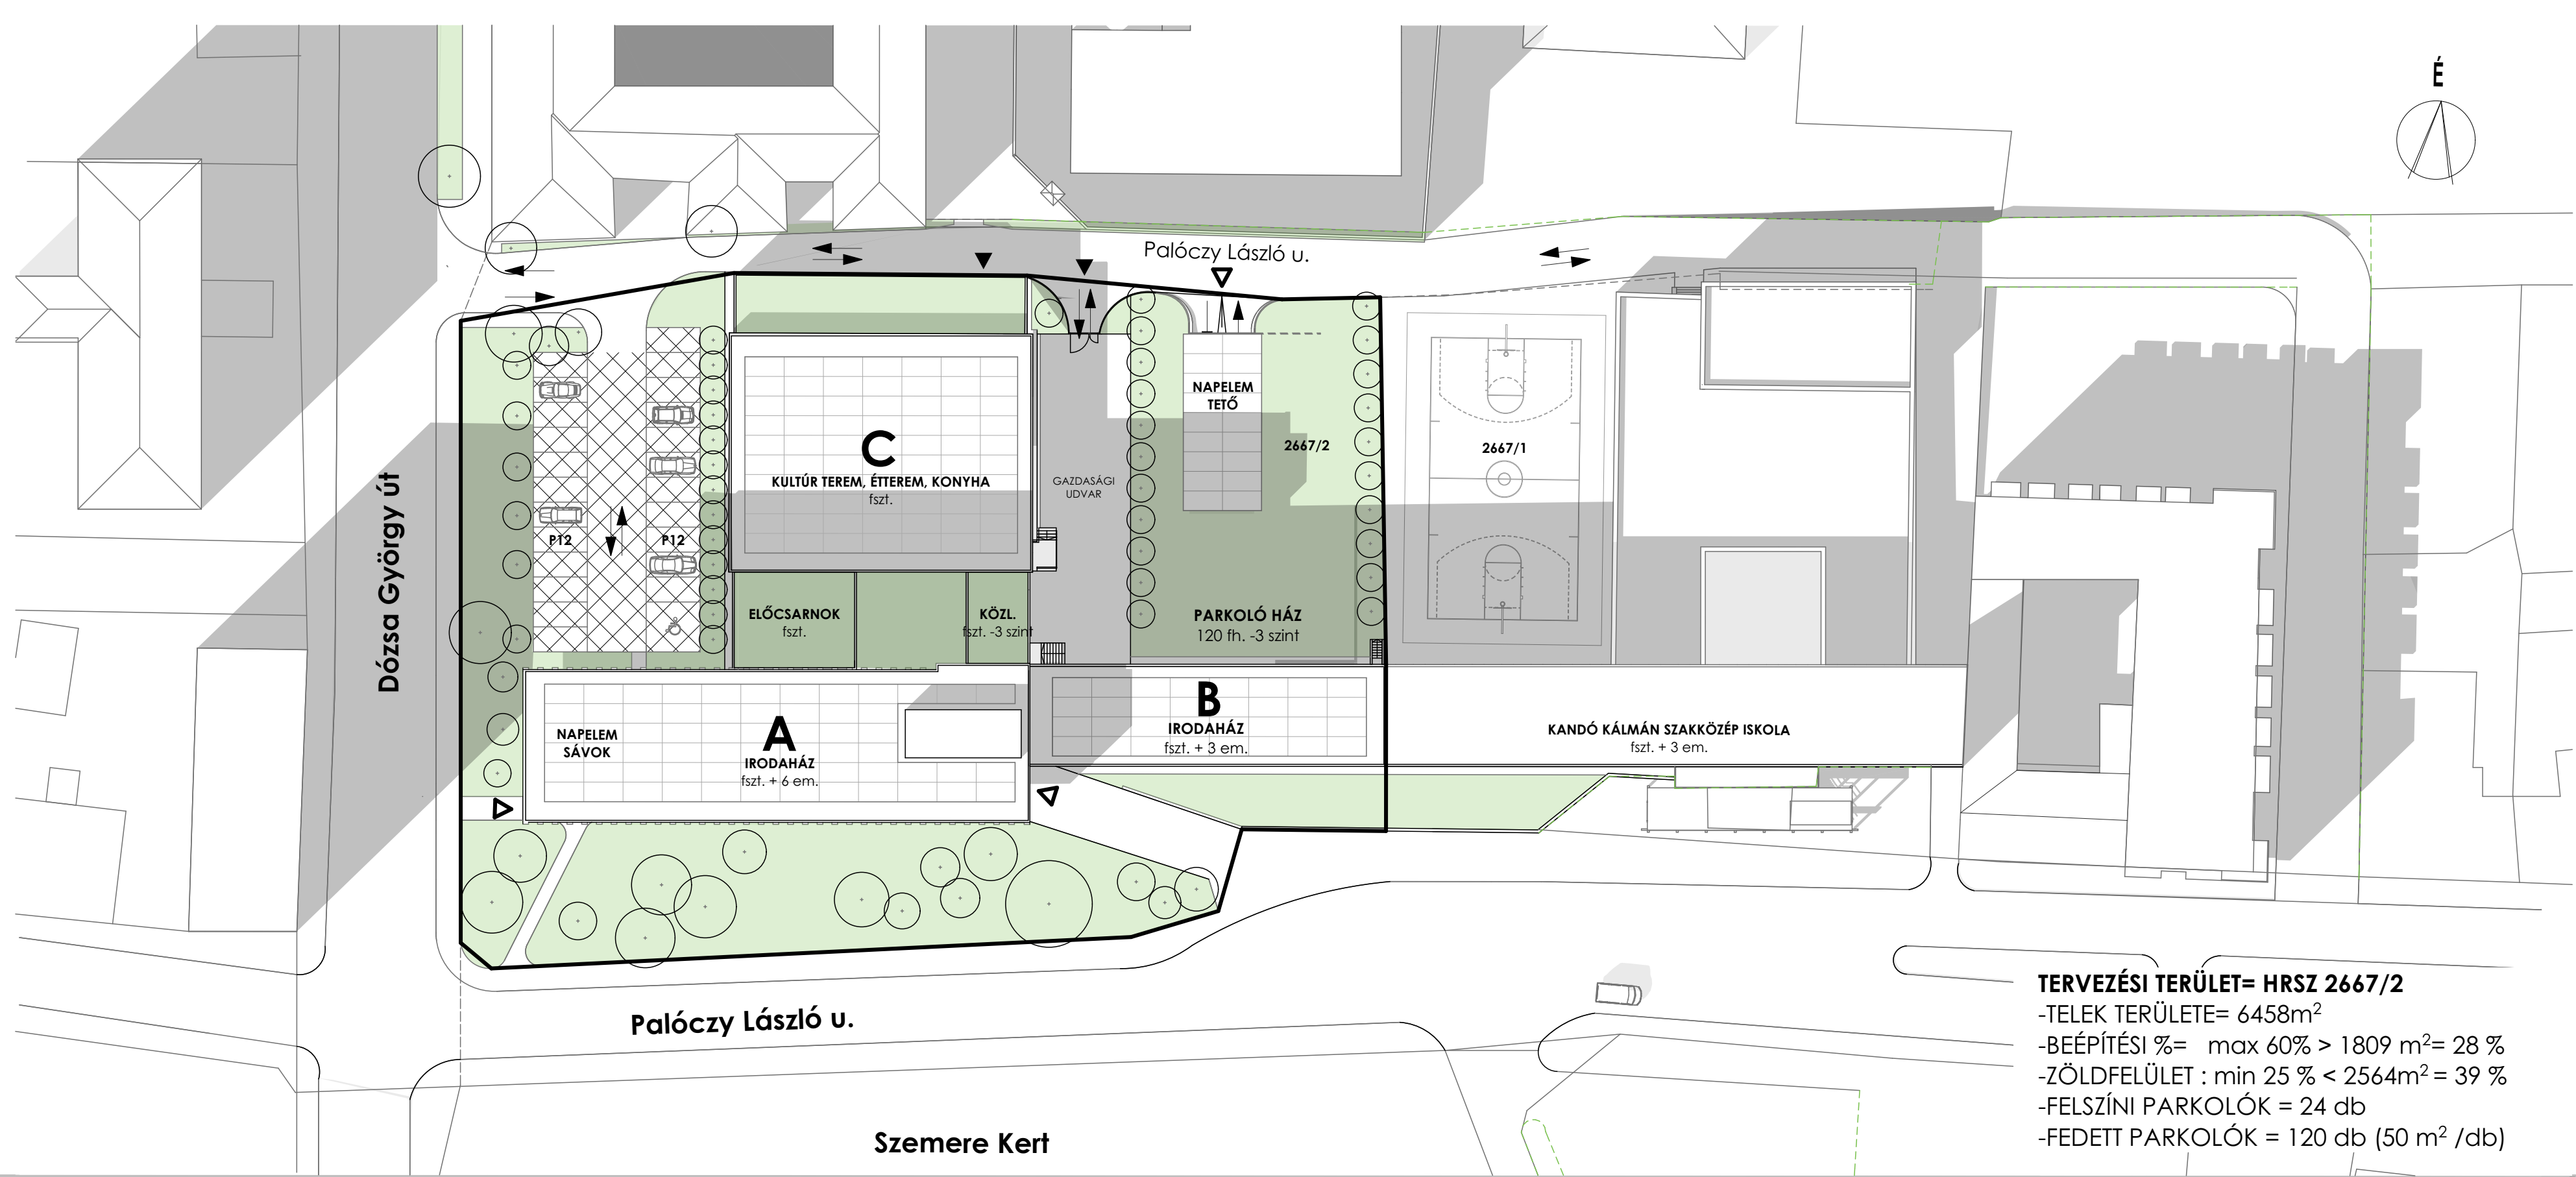 É
Palóczy László u.
NAPELEM
TETŐ
C
KULTÚR TEREM, ÉTTEREM, KONYHA
fszt.
2667/2
2667/1
GAZDASÁGI
UDVAR
Dózsa György út
P12
P12
ELŐCSARNOK
fszt.
KÖZL.
fszt. -3 szint
PARKOLÓ HÁZ
120 fh. -3 szint
NAPELEM
SÁVOK
A
IRODAHÁZ
fszt. + 6 em.
B
IRODAHÁZ
fszt. + 3 em.
KANDÓ KÁLMÁN SZAKKÖZÉP ISKOLA
fszt. + 3 em.
Palóczy László u.
Szemere Kert
TERVEZÉSI TERÜLET= HRSZ 2667/2
-TELEK TERÜLETE= 6458m²
-BEÉPÍTÉSI %= max 60% > 1809 m²= 28 %
-ZÖLDFELÜLET : min 25 % < 2564m² = 39 %
-FELSZÍNI PARKOLÓK = 24 db
-FEDETT PARKOLÓK = 120 db (50 m² /db)